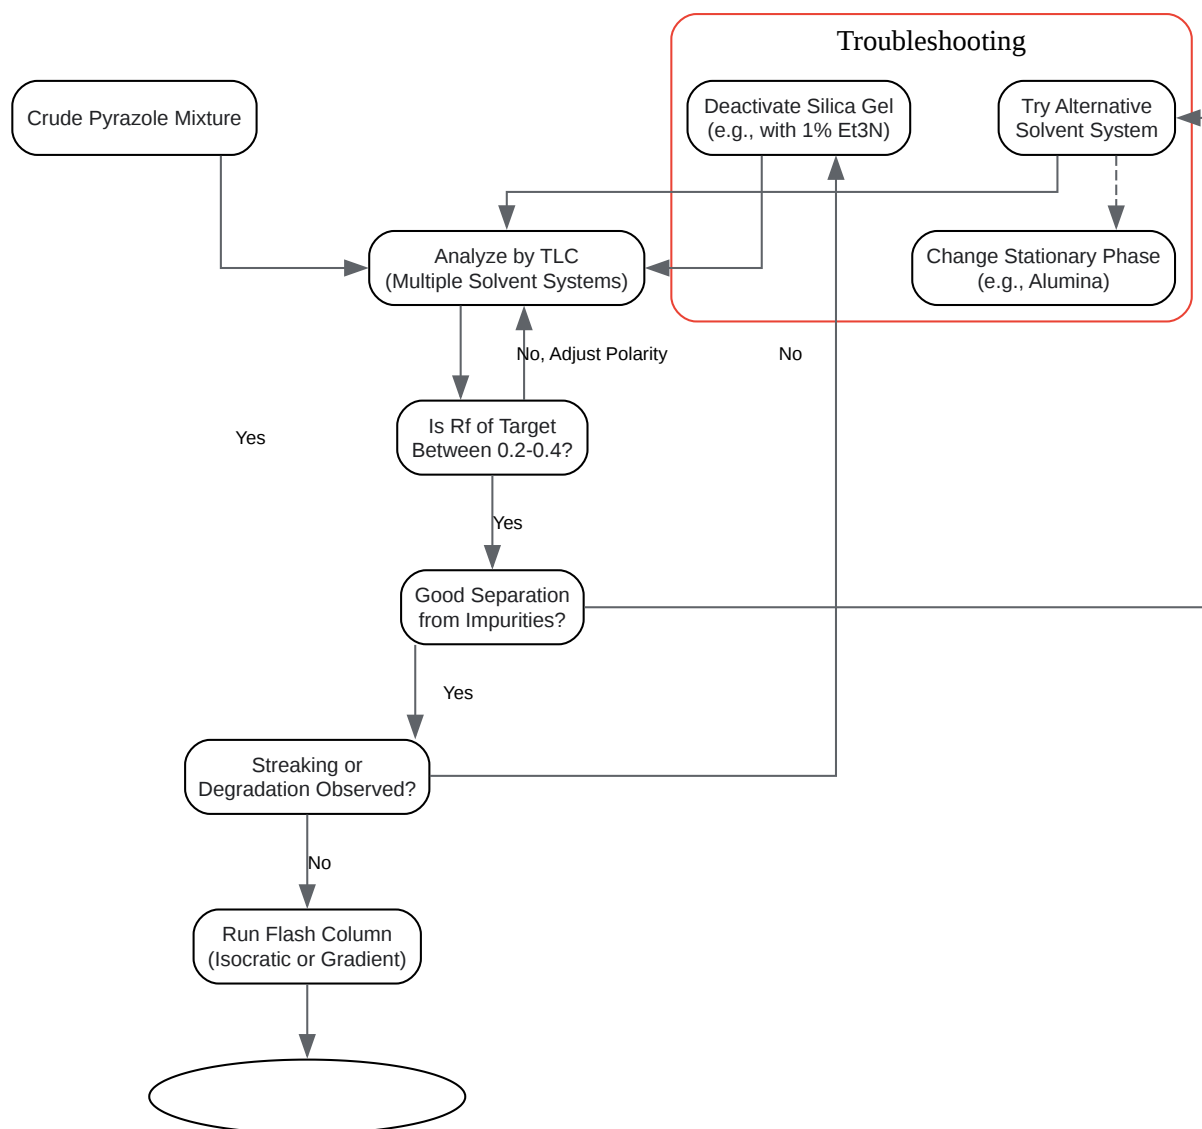 Troubleshooting
Crude Pyrazole Mixture
Deactivate Silica Gel
(e.g., with 1% Et3N)
Try Alternative
Solvent System
Analyze by TLC
(Multiple Solvent Systems)
Change Stationary Phase
(e.g., Alumina)
No, Adjust Polarity
No
Is Rf of Target
Between 0.2-0.4?
Yes
Yes
Good Separation
from Impurities?
Yes
Streaking or
Degradation Observed?
No
Run Flash Column
(Isocratic or Gradient)